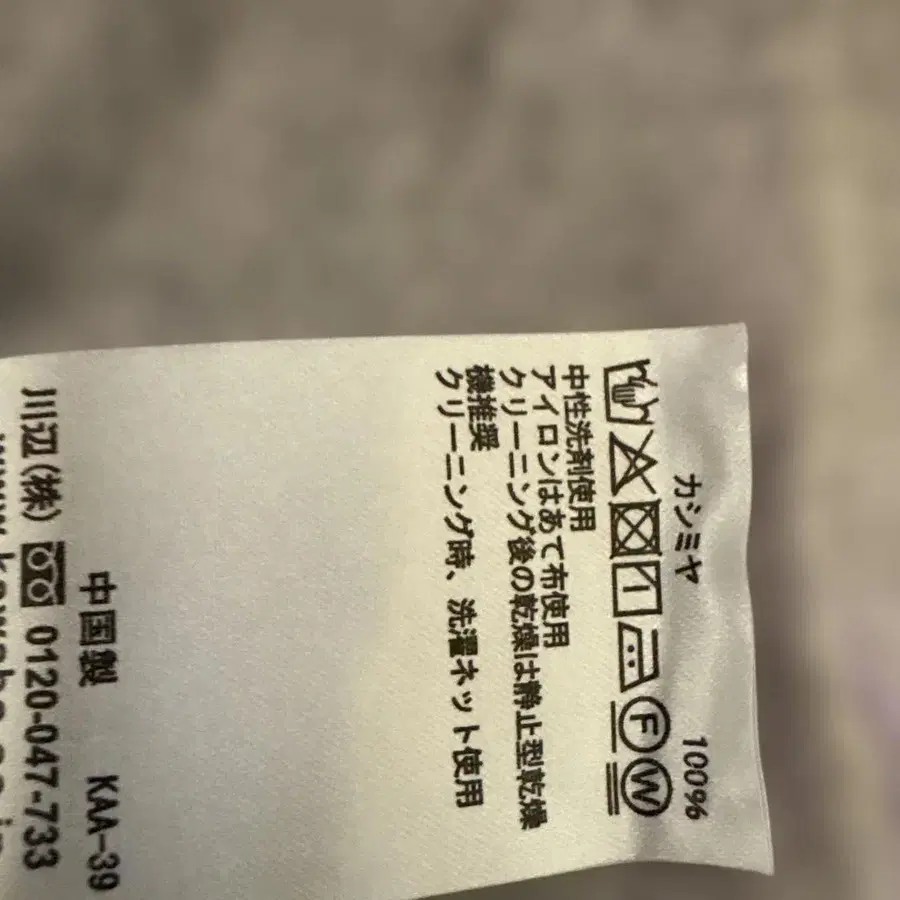 カシミヤ 100%
F W
中性洗剤使用
アイロンはあて布使用
クリーニング後の乾燥は静止型乾燥
機推奨
クリーニング時、洗濯ネット使用
中国製 KAA-39
川辺(株) 0120-047-733